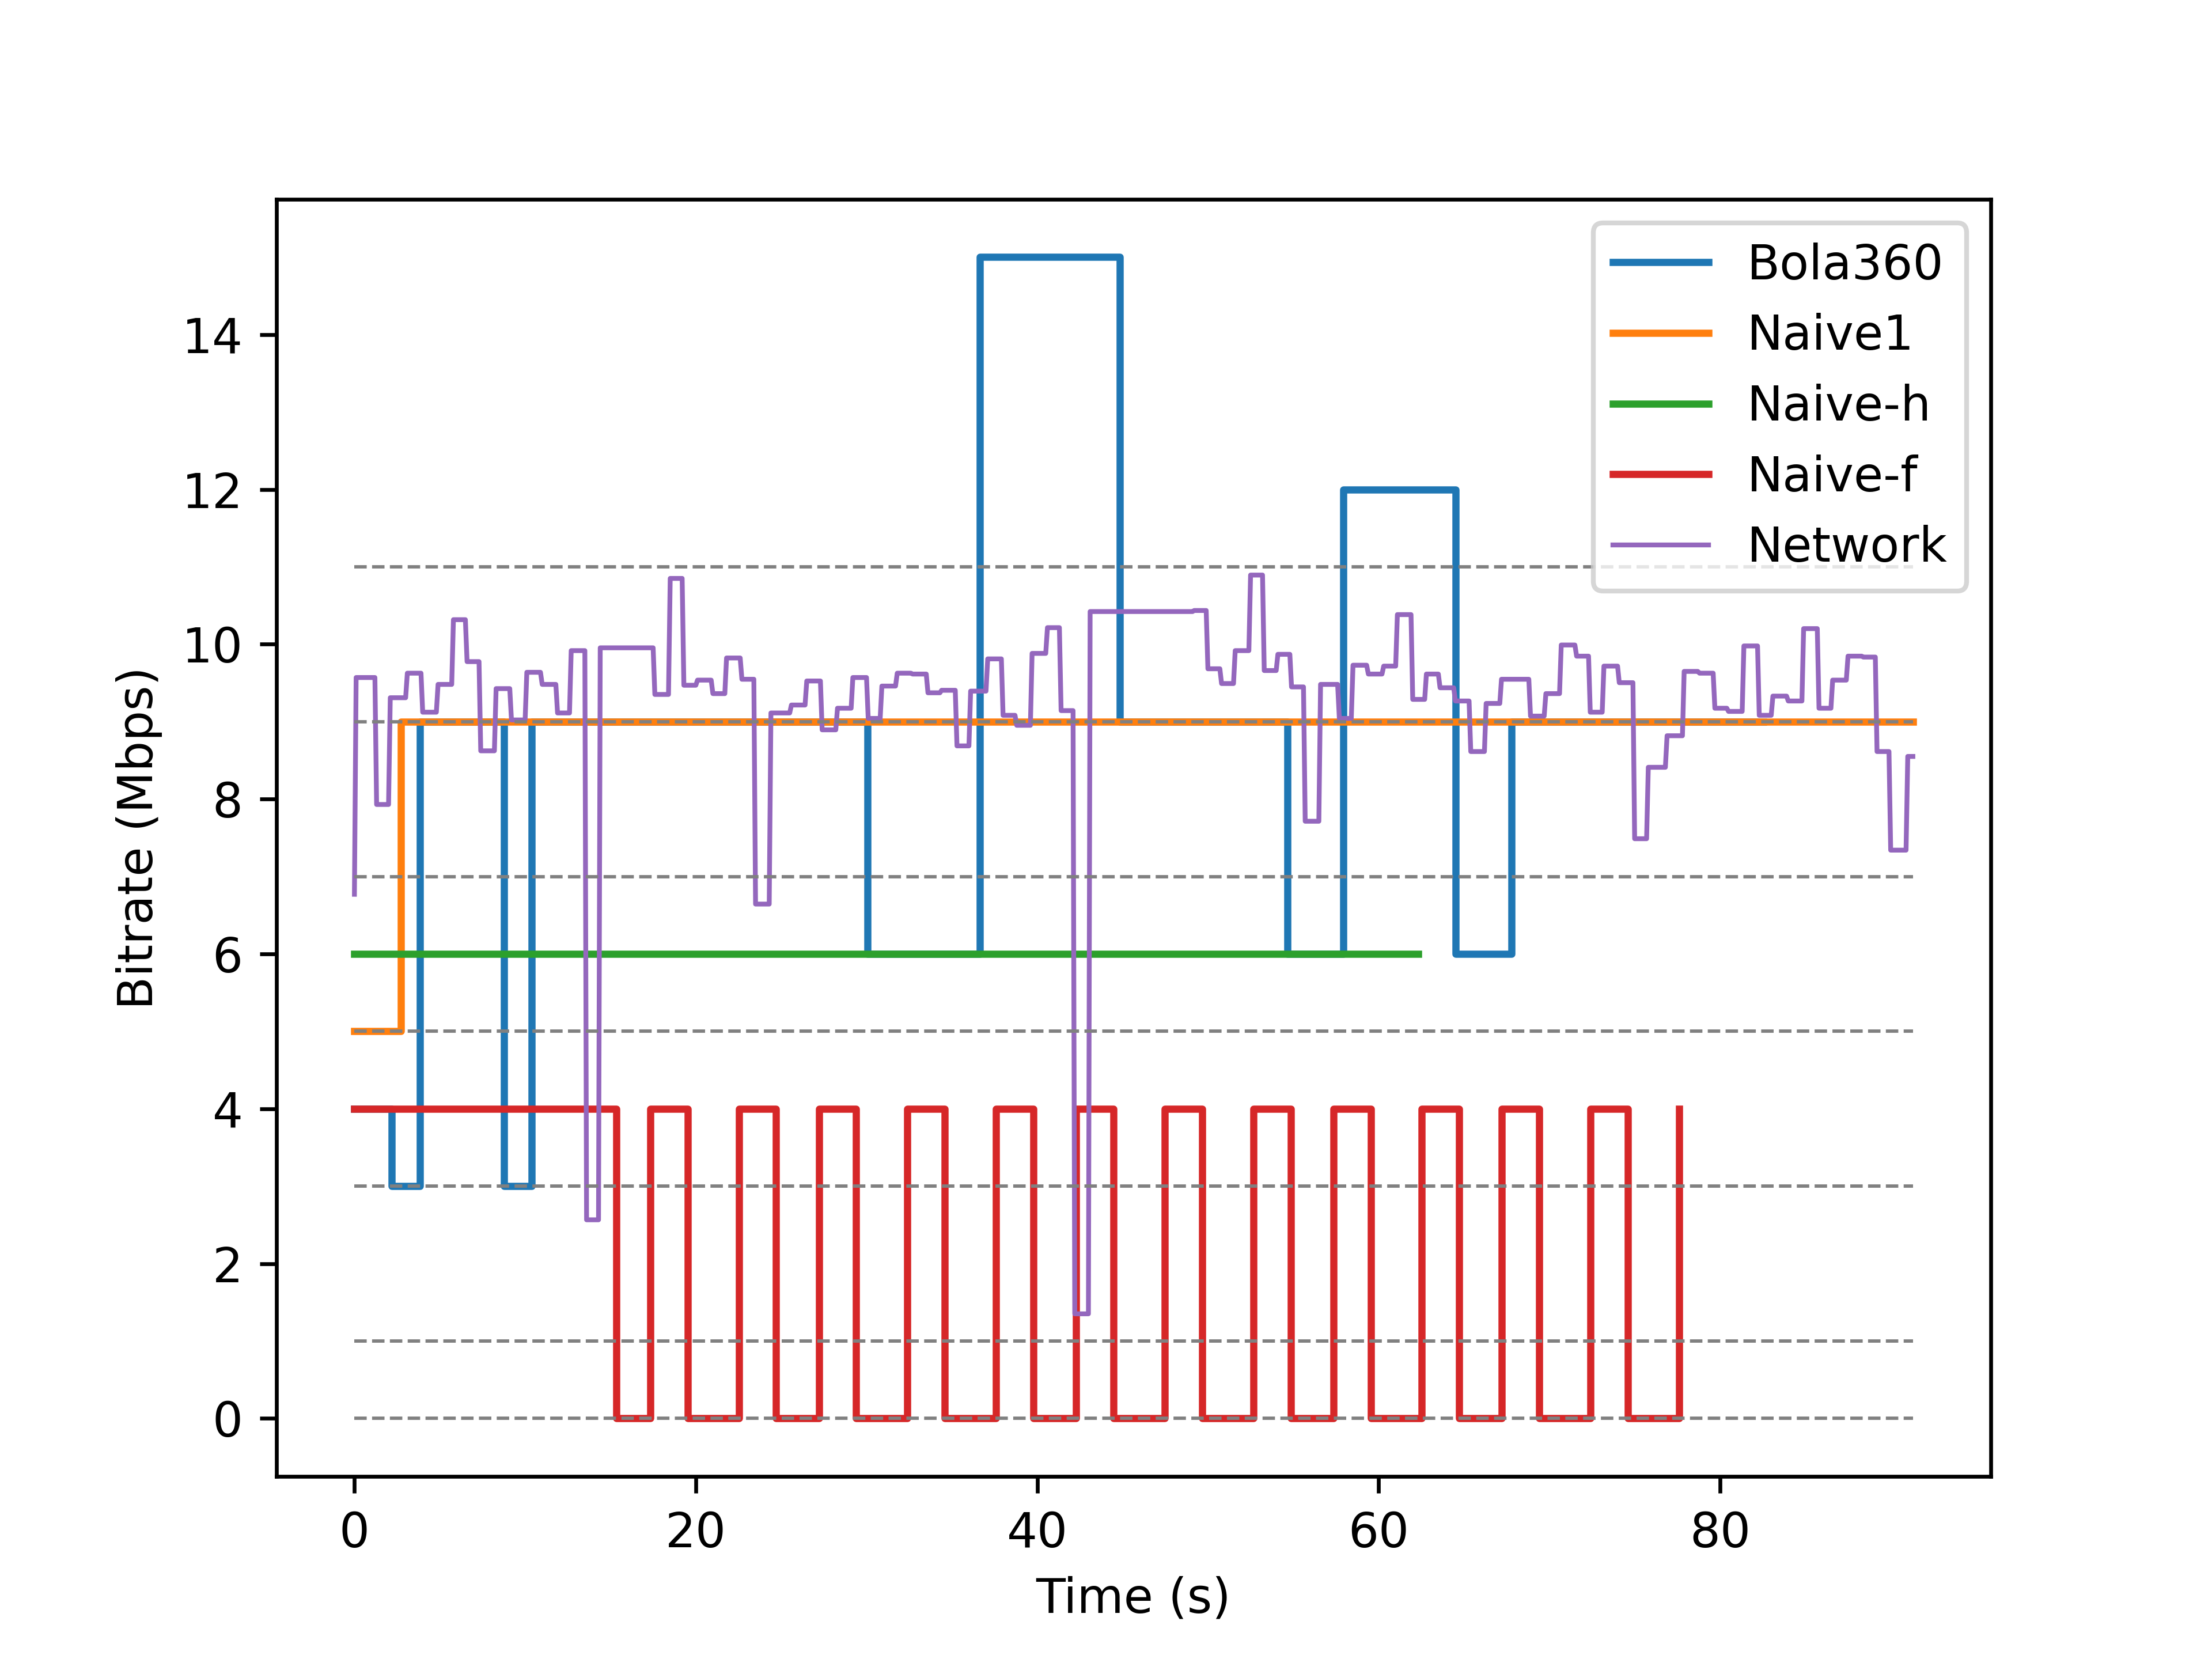 Bola360
Naive1
Naive-h
Naive-f
Network
Bitrate (Mbps)
14
12
10
8
6
4
2
0
0 20 40 60 80
Time (s)